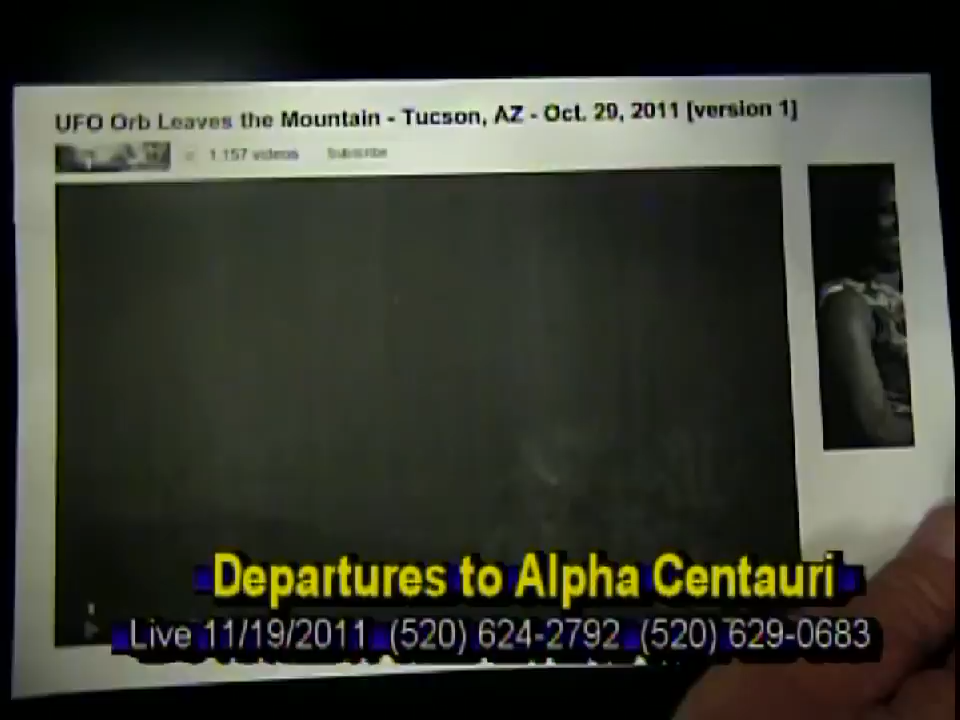 UFO Orb Leaves the Mountain - Tucson, AZ - Oct. 29, 2011 [version 1]
1,157 videos Subscribe
Departures to Alpha Centauri
Live 11/19/2011 (520) 624-2792 (520) 629-0683